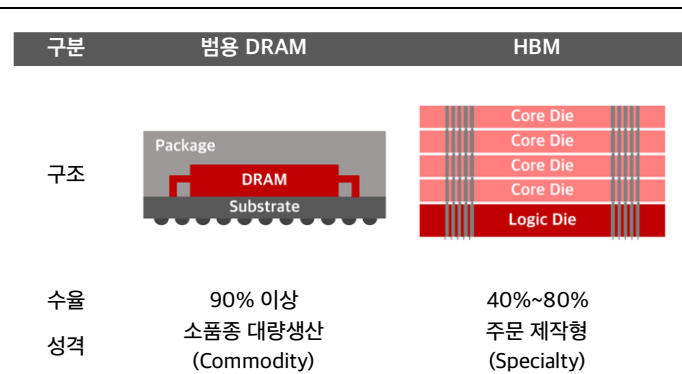 구분 범용 DRAM HBM
구조
Package
DRAM
Substrate
Core Die
Core Die
Core Die
Core Die
Logic Die
수율 90% 이상 40%~80%
성격 소품종 대량생산 주문 제작형
(Commodity) (Specialty)